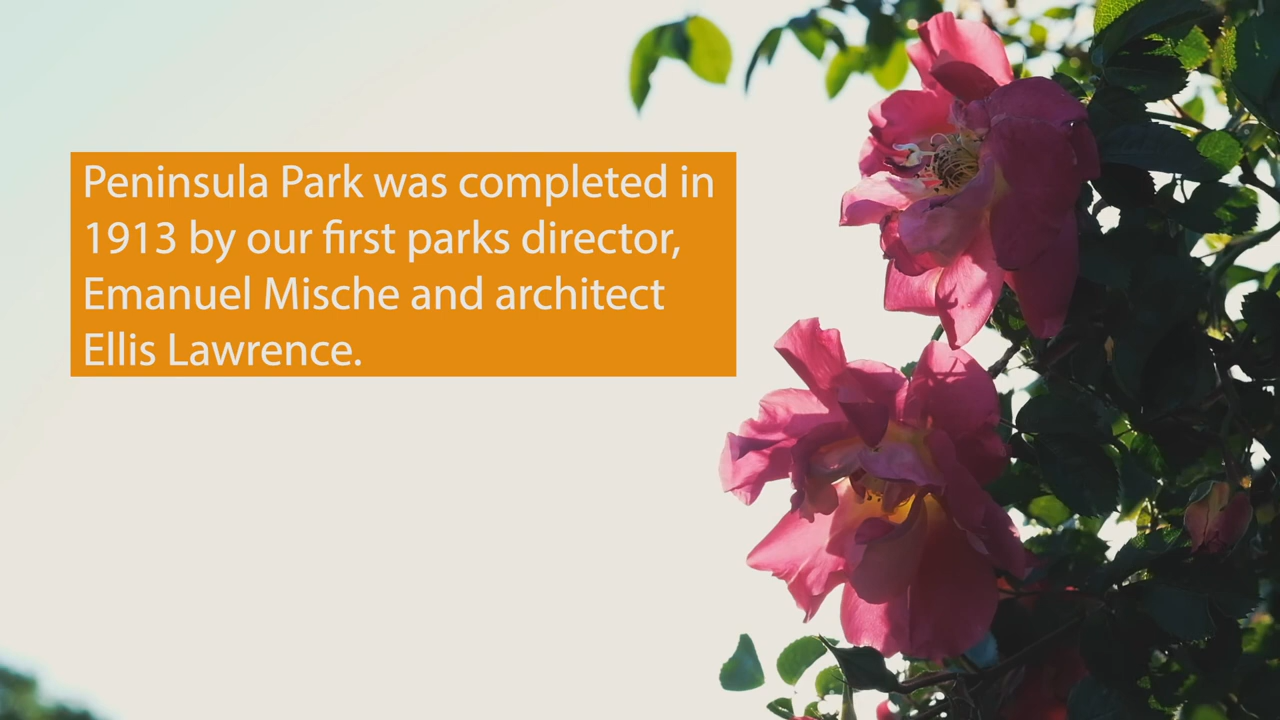 Peninsula Park was completed in
1913 by our first parks director,
Emanuel Mische and architect
Ellis Lawrence.